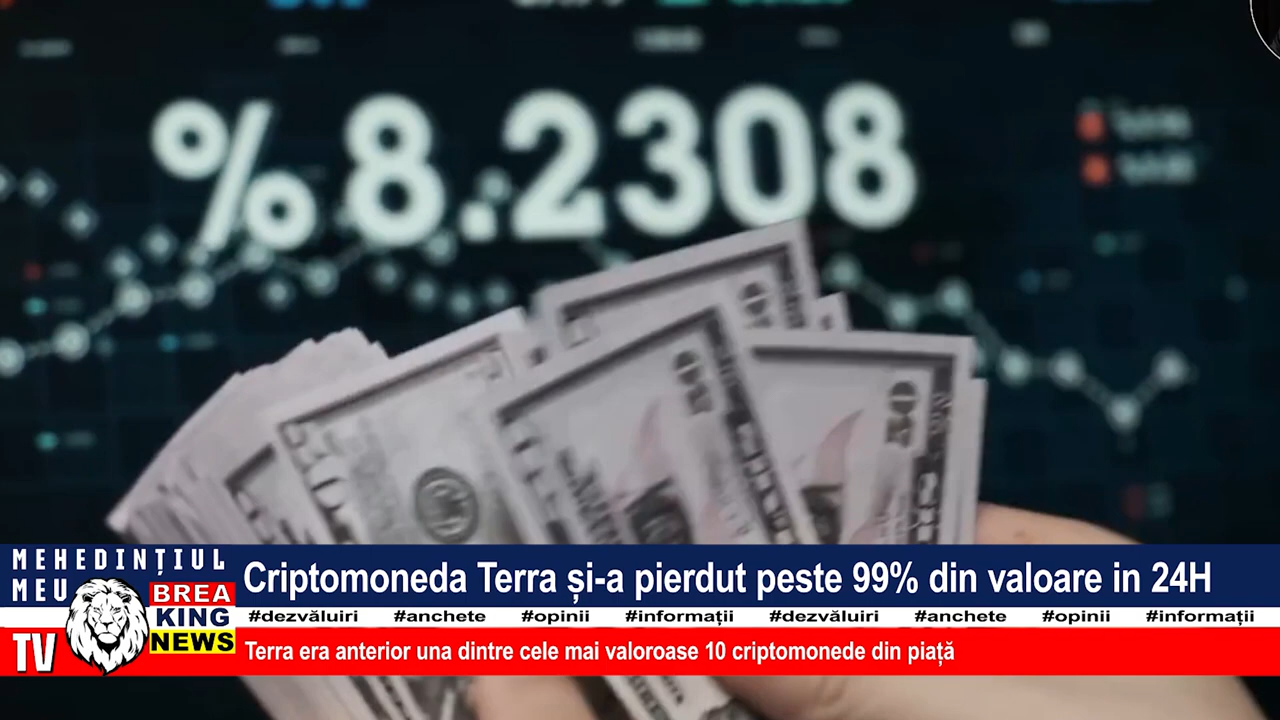 %8.2308
50
50
MEHEDINȚIUL
MEU
TV
BREA
KING
NEWS
Criptomoneda Terra și-a pierdut peste 99% din valoare in 24H
#dezvăluiri #anchete #opinii #informații #dezvăluiri #anchete #opinii #informații
Terra era anterior una dintre cele mai valoroase 10 criptomonede din piață